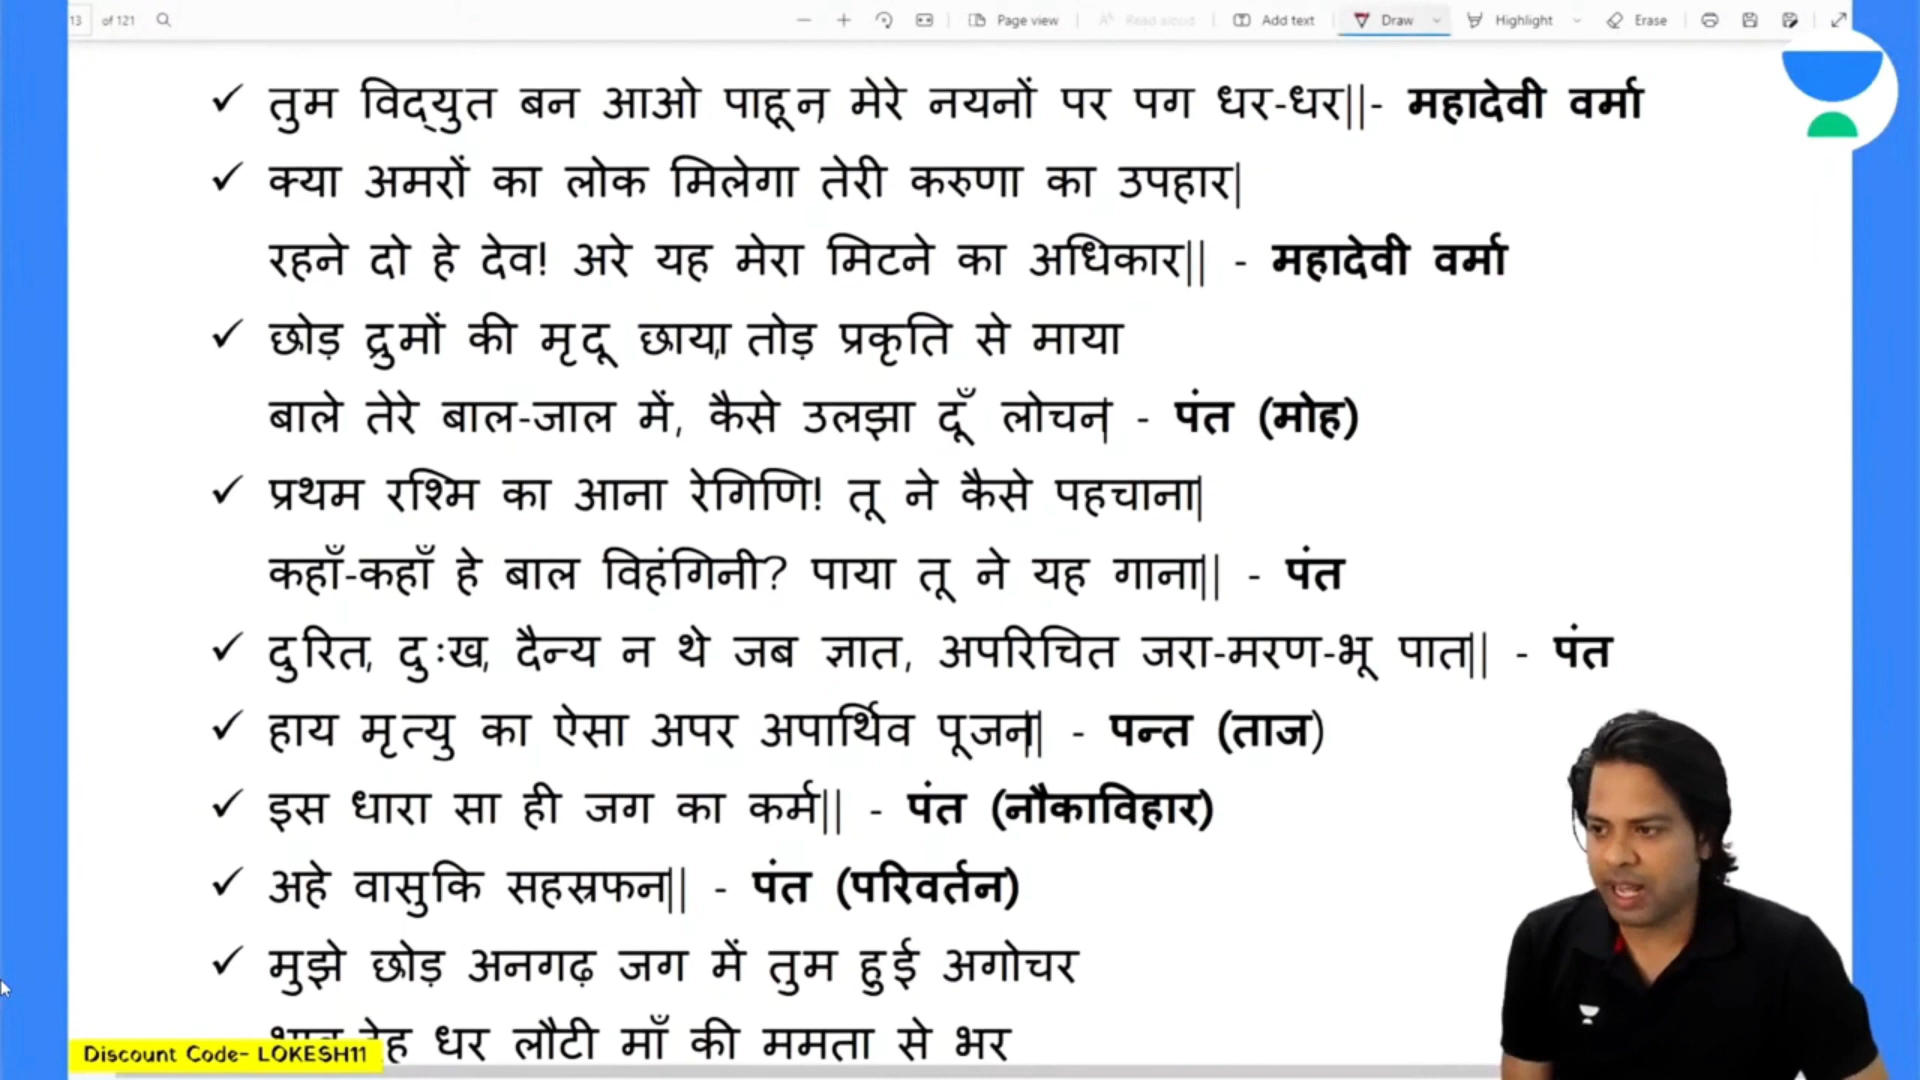 13 of 121 Page view Read aloud Add text Draw Highlight Erase
✓ तुम विद्‌युत बन आओ पाहून, मेरे नयनों पर पग धर-धर||- महादेवी वर्मा
✓ क्या अमरों का लोक मिलेगा तेरी करुणा का उपहार|
रहने दो हे देव! अरे यह मेरा मिटने का अधिकार|| - महादेवी वर्मा
✓ छोड़ द्रुमों की मृदू छाया, तोड़ प्रकृति से माया
बाले तेरे बाल-जाल में, कैसे उलझा दूँ लोचन| - पंत (मोह)
✓ प्रथम रश्मि का आना रेगिणि! तू ने कैसे पहचाना|
कहाँ-कहाँ हे बाल विहंगिनी? पाया तू ने यह गाना|| - पंत
✓ दुरित, दुःख, दैन्य न थे जब ज्ञात, अपरिचित जरा-मरण-भू पात|| - पंत
✓ हाय मृत्यु का ऐसा अपर अपार्थिव पूजन|| - पन्त (ताज)
✓ इस धारा सा ही जग का कर्म|| - पंत (नौकाविहार)
✓ अहे वासुकि सहस्रफन|| - पंत (परिवर्तन)
✓ मुझे छोड़ अनगढ़ जग में तुम हुई अगोचर
धर लौटी माँ की ममता से भर
Discount Code- LOKESH11